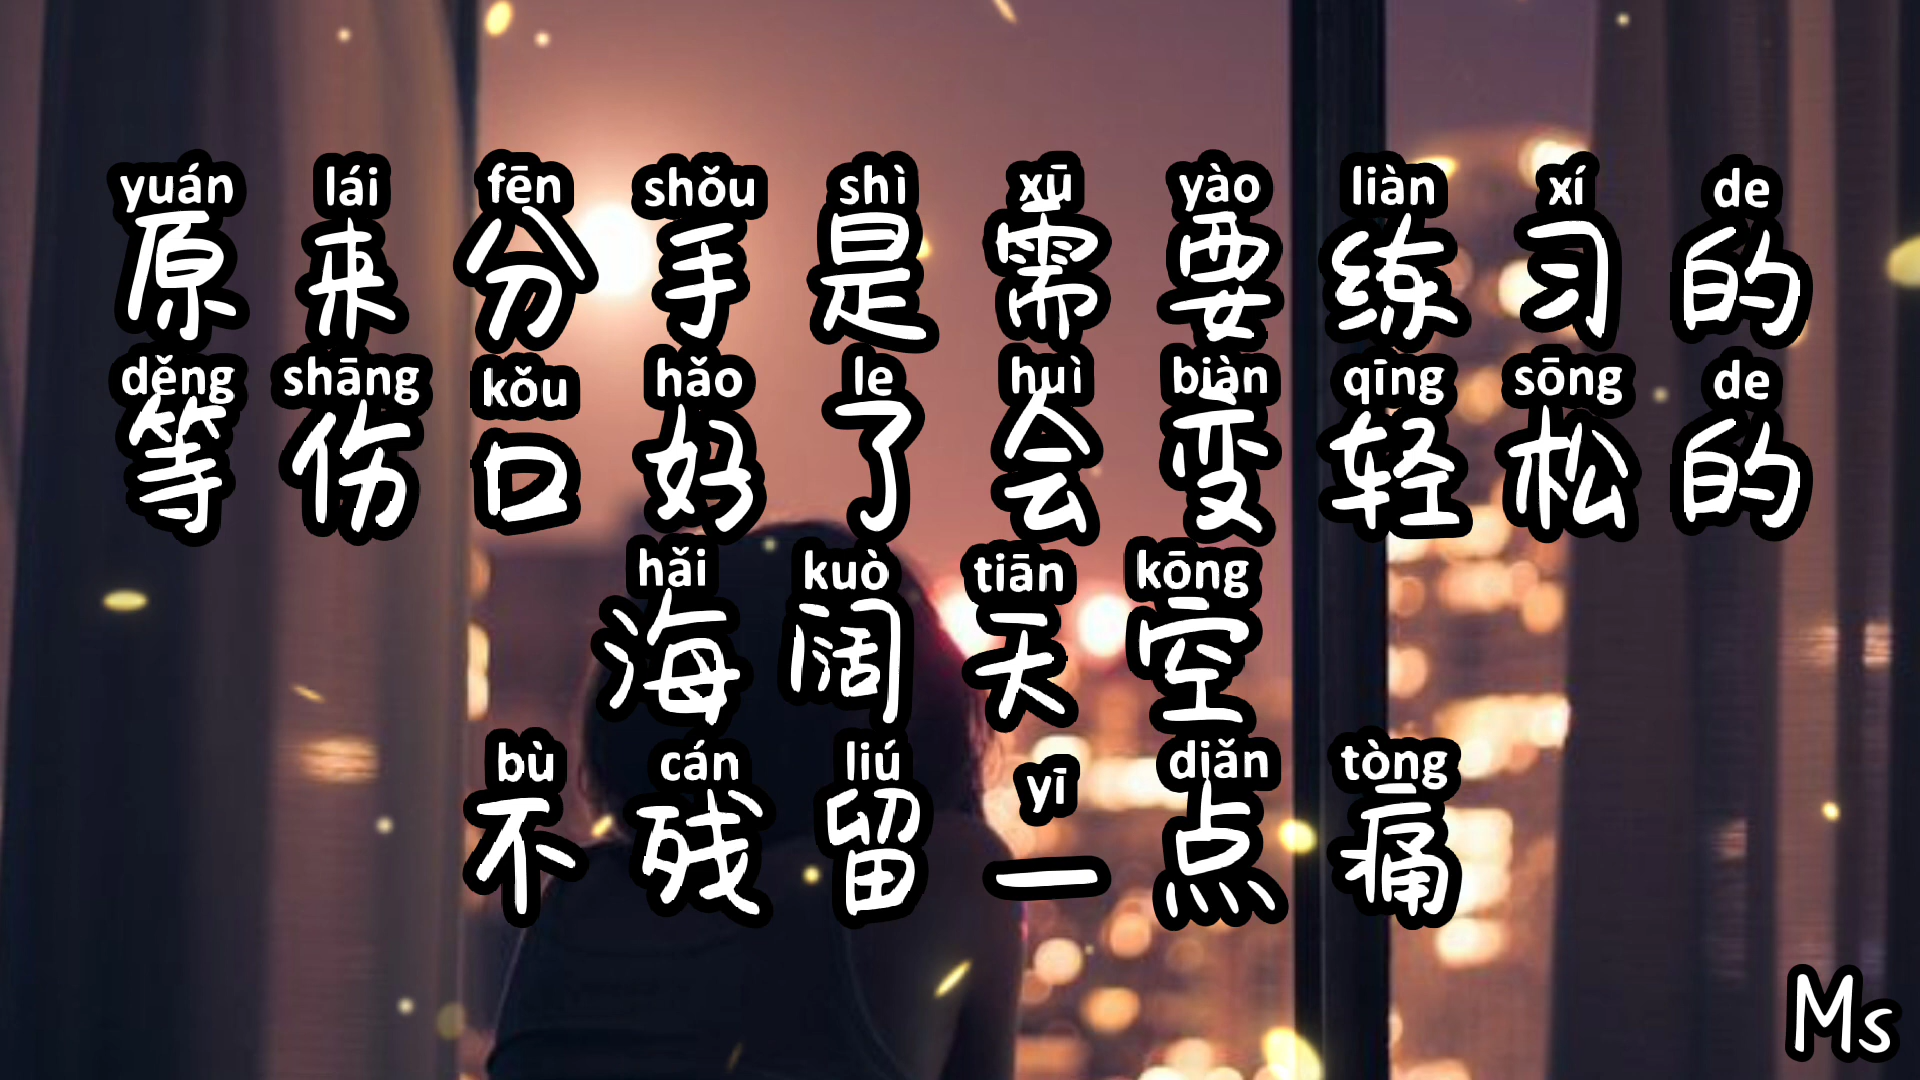 yuán lái fēn shǒu shì xū yào liàn xí de
原来分手是需要练习的
děng shāng kǒu hǎo le huì biàn qīng sōng de
等伤口好了会变轻松的
hǎi kuò tiān kōng
海阔天空
bù cán liú yī diǎn tòng
不残留一点痛
Ms